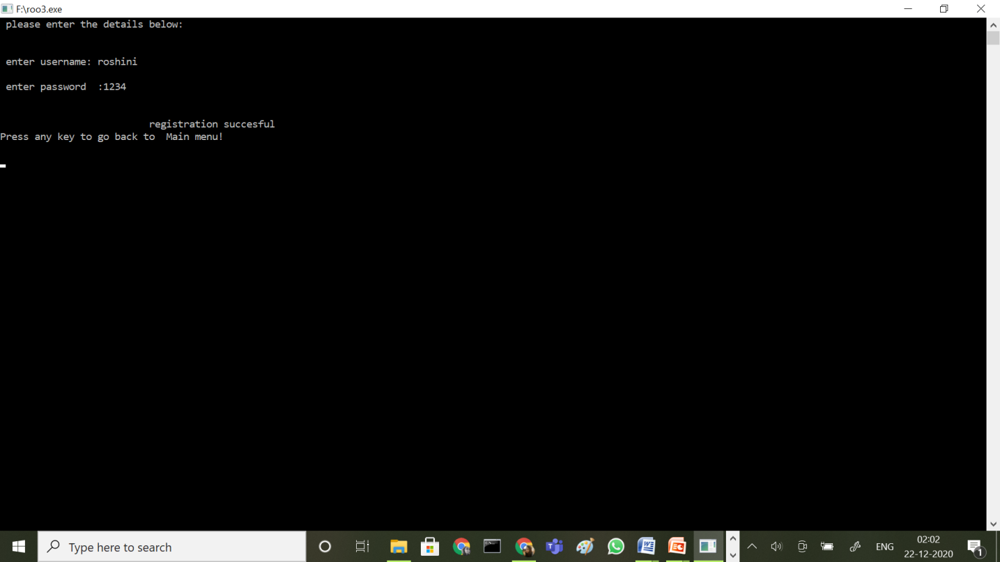 F:\roo3.exe
please enter the details below:
enter username: roshini
enter password  :1234
registration succesful
Press any key to go back to  Main menu!
Type here to search
ENG
02:02
22-12-2020
1